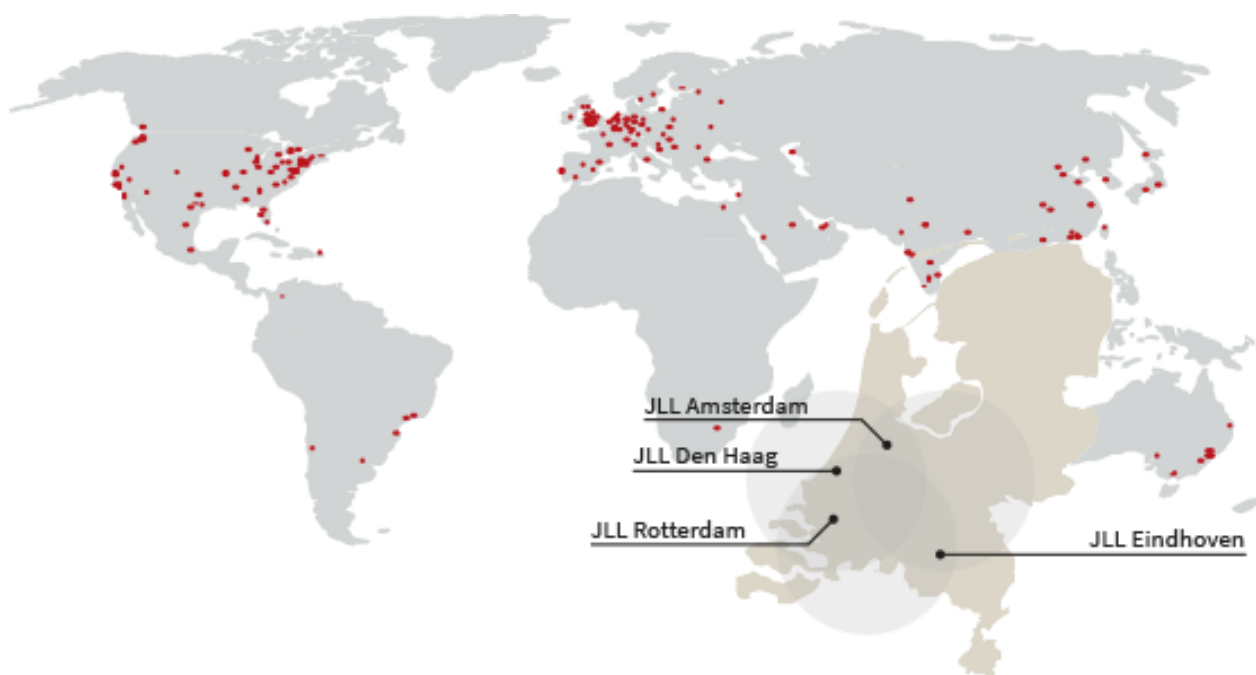 JLL Amsterdam
JLL Den Haag
JLL Rotterdam
JLL Eindhoven